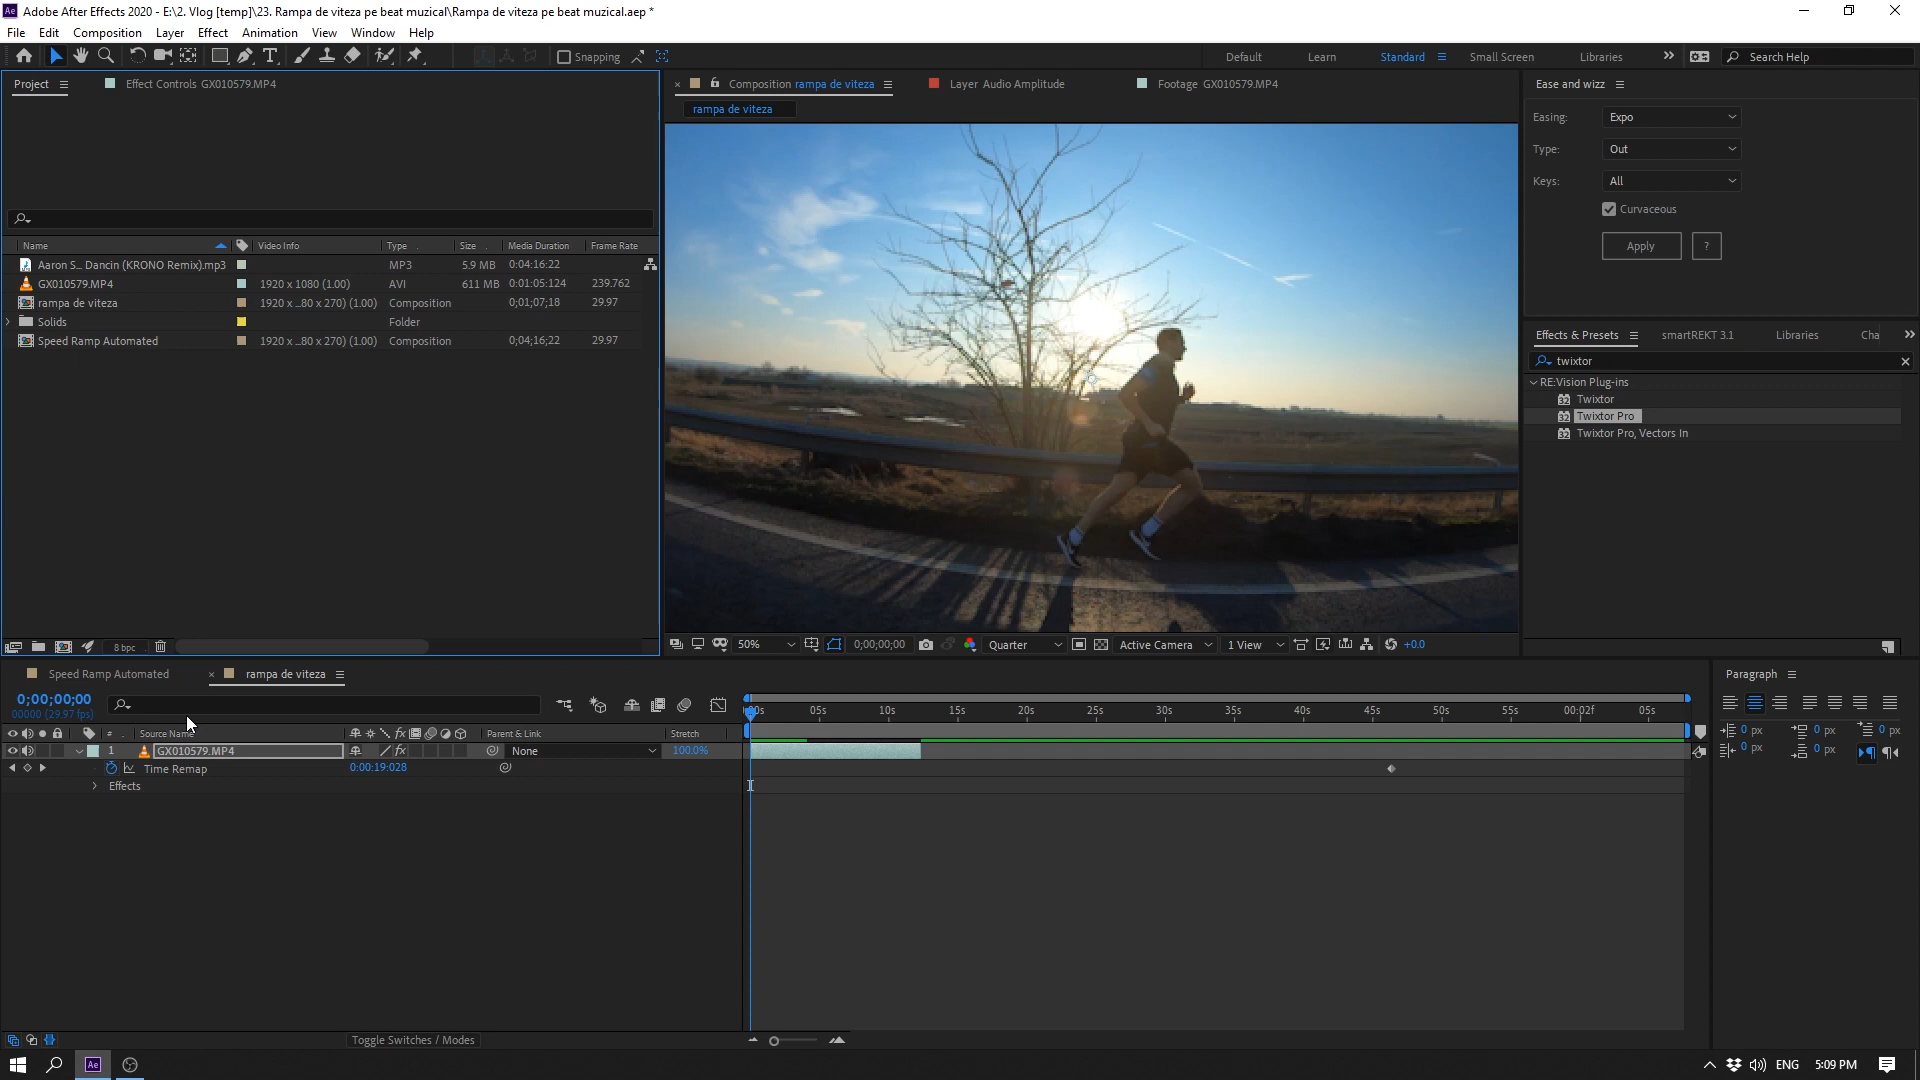 Adobe After Effects 2020 - E:\2. Vlog [temp]\23. Rampa de viteza pe beat muzical\Rampa de viteza pe beat muzical.aep *
File Edit Composition Layer Effect Animation View Window Help
Snapping Default Learn Standard Small Screen Libraries Search Help
Project Effect Controls GX010579.MP4
Composition rampa de viteza Layer Audio Amplitude Footage GX010579.MP4
rampa de viteza
Ease and wizz
Easing: Expo
Type: Out
Keys: All
Curvaceous
Apply ?
Name Video Info Type Size Media Duration Frame Rate
Aaron S... Dancin (KRONO Remix).mp3 MP3 5.9 MB 0:04:16:22
GX010579.MP4 1920 x 1080 (1.00) AVI 611 MB 0:01:05:124 239.762
rampa de viteza 1920 x ...80 x 270) (1.00) Composition 0;01;07;18 29.97
Solids Folder
Speed Ramp Automated 1920 x ...80 x 270) (1.00) Composition 0;04;16;22 29.97
Effects & Presets smartREKT 3.1 Libraries Cha
twixtor
RE:Vision Plug-ins
32 Twixtor
32 Twixtor Pro
32 Twixtor Pro, Vectors In
8 bpc
50% 0;00;00;00 Quarter Active Camera 1 View +0.0
Speed Ramp Automated rampa de viteza
0;00;00;00
00000 (29.97 fps)
:00s 05s 10s 15s 20s 25s 30s 35s 40s 45s 50s 55s 00:02f 05s
# Source Name Parent & Link Stretch
1 GX010579.MP4 None 100.0%
Time Remap 0:00:19:028
Effects
Toggle Switches / Modes
Paragraph
0 px 0 px 0 px
0 px 0 px
Ae ENG 5:09 PM